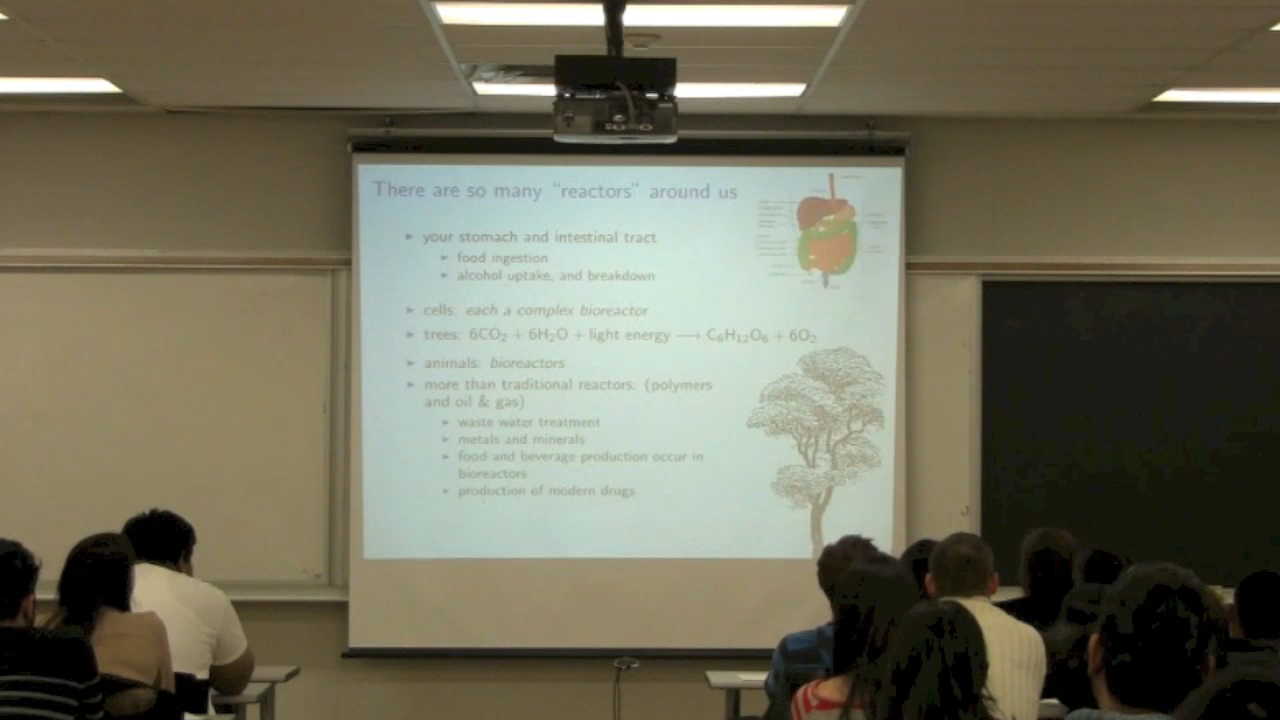 There are so many “reactors” around us
▸ your stomach and intestinal tract
▸ food ingestion
▸ alcohol uptake, and breakdown
▸ cells: each a complex bioreactor
▸ trees: 6CO₂ + 6H₂O + light energy ⟶ C₆H₁₂O₆ + 6O₂
▸ animals: bioreactors
▸ more than traditional reactors: (polymers
and oil & gas)
▸ waste water treatment
▸ metals and minerals
▸ food and beverage production occur in
bioreactors
▸ production of modern drugs